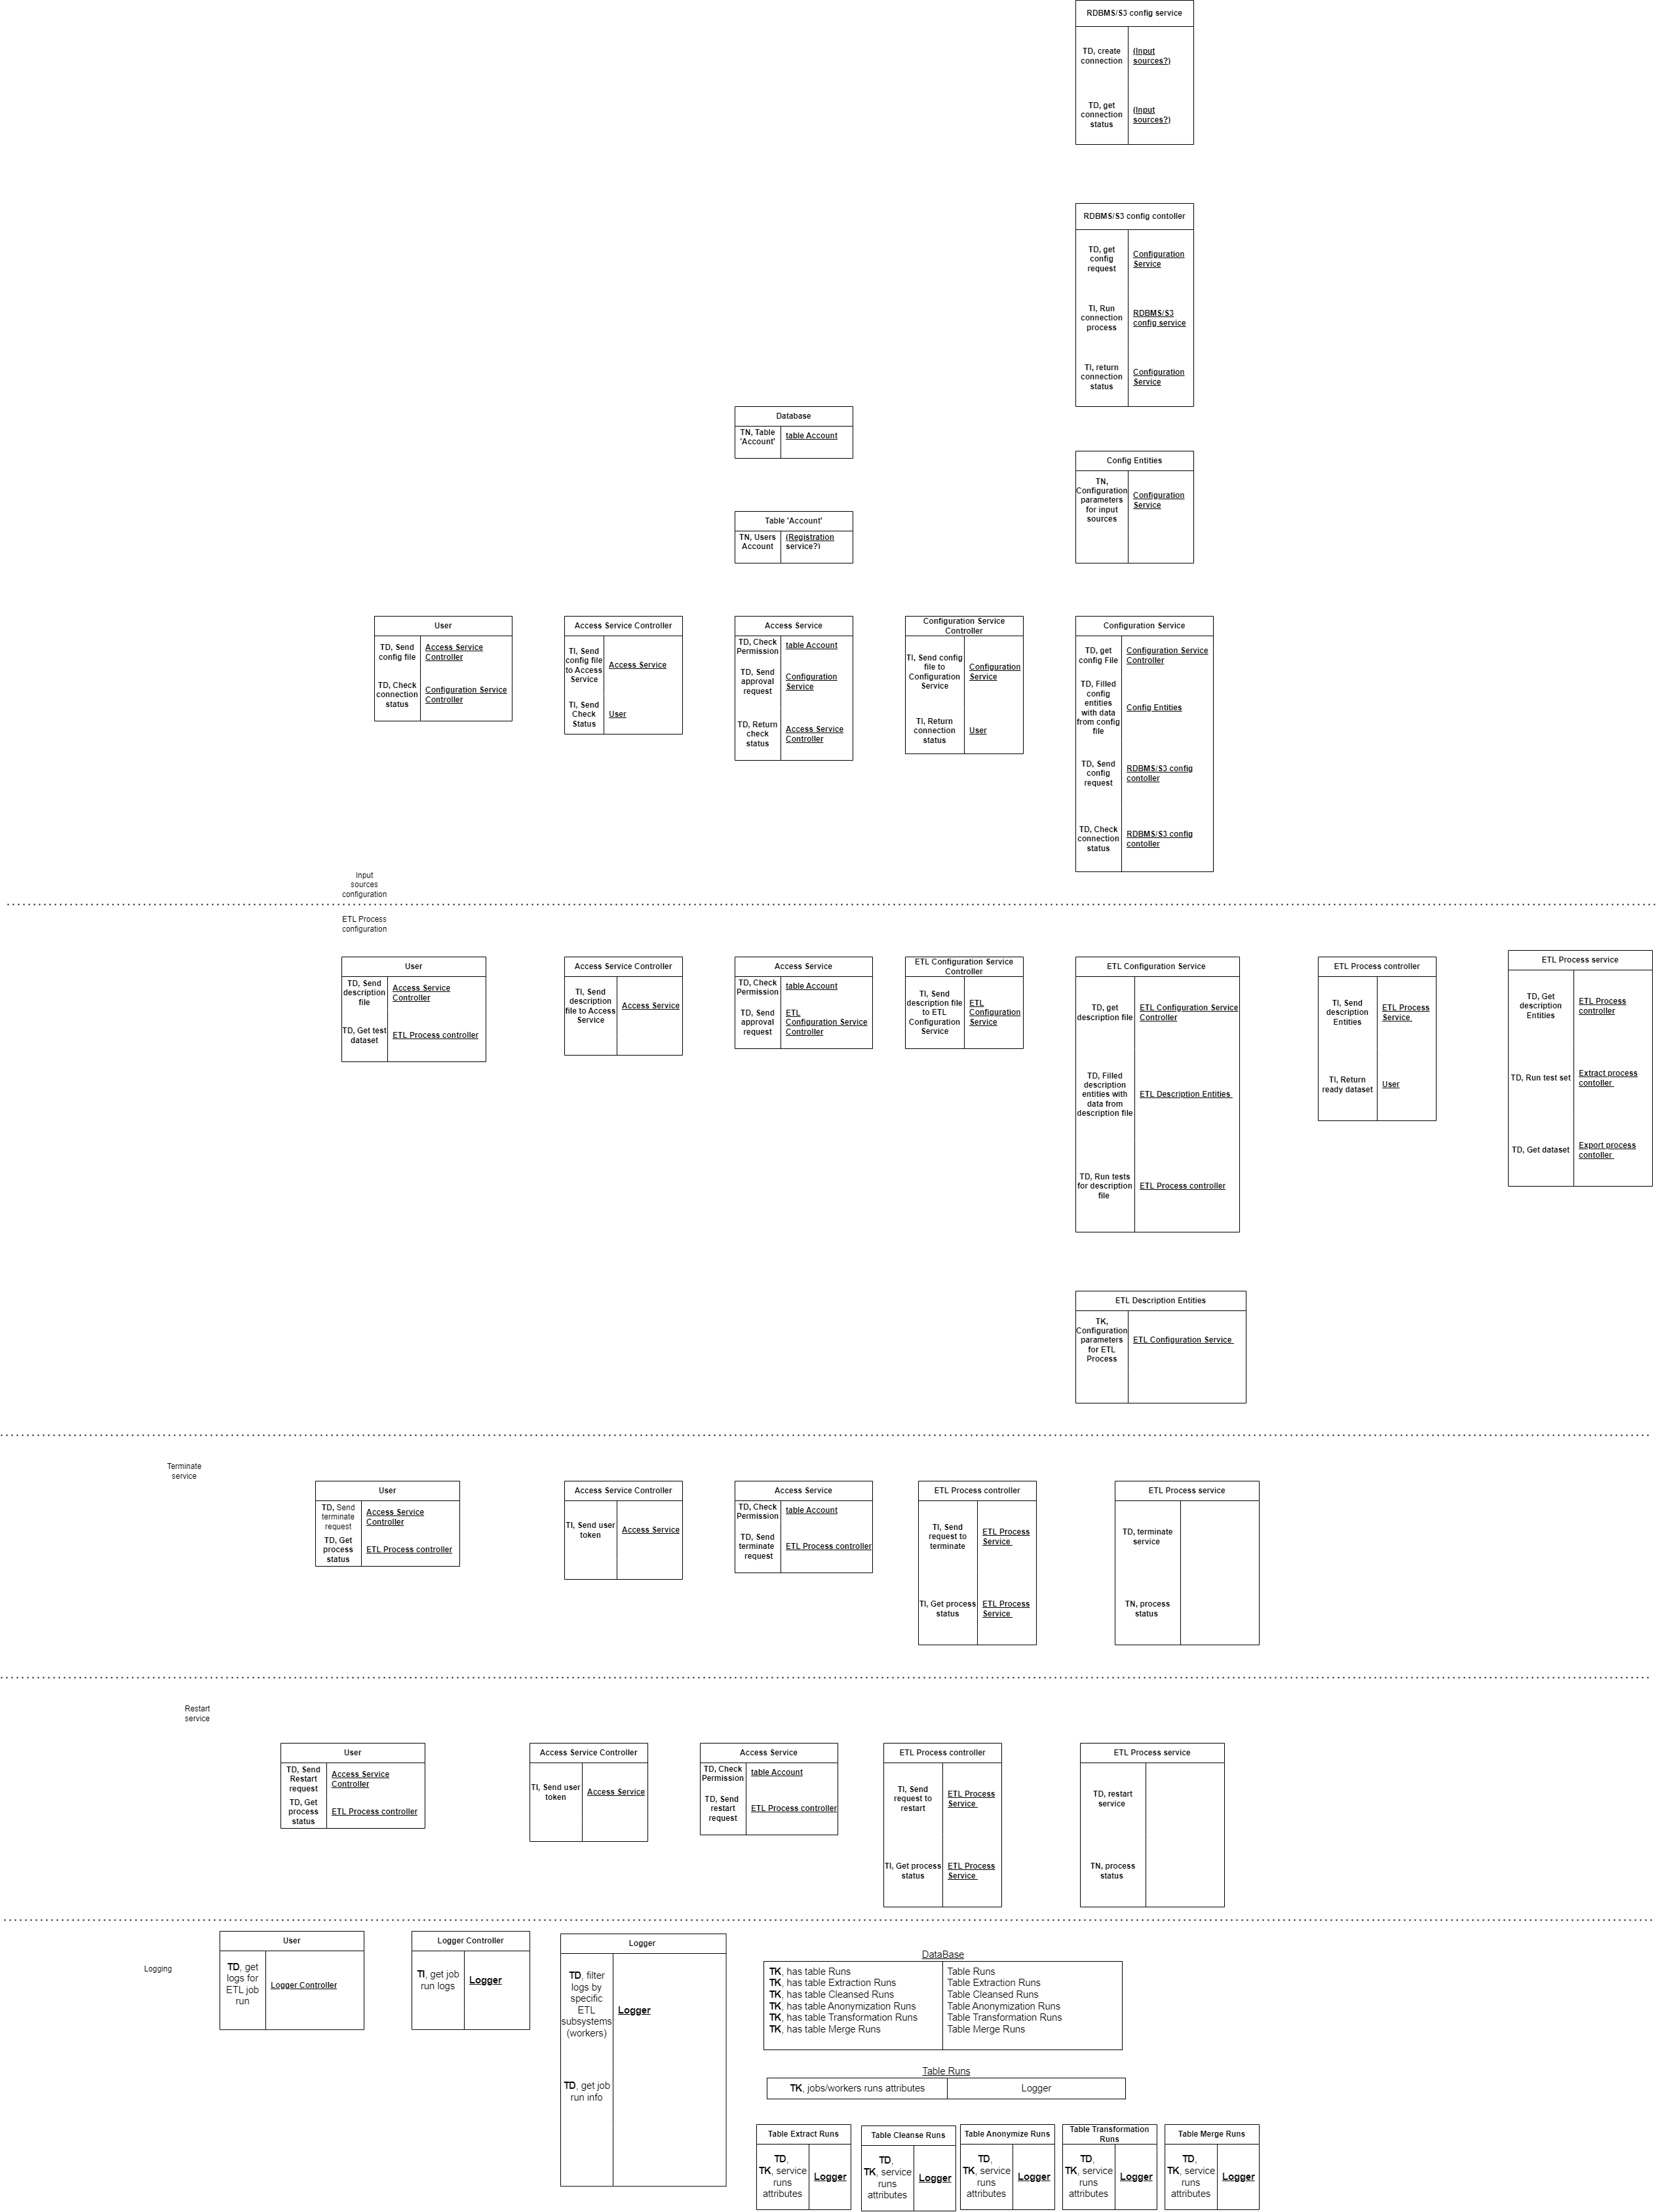 RDBMS/S3 config service
TD, create
connection
(Input
sources?)
TD, get
connection
status
(Input
sources?)
RDBMS/S3 config contoller
TD, get
config
request
Configuration
Service
TI, Run
connection
process
RDBMS/S3
config service
TI, return
connection
status
Configuration
Service
Database
TN, Table
'Account'
table Account
Config Entities
TN,
Configuration
parameters
for input
sources
Configuration
Service
Table 'Account'
TN, Users
Account
(Registration
service?)
User
TD, Send
config file
Access Service
Controller
TD, Check
connection
status
Configuration Service
Controller
Access Service Controller
TI, Send
config file
to Access
Service
Access Service
TI, Send
Check
Status
User
Access Service
TD, Check
Permission
table Account
TD, Send
approval
request
Configuration
Service
TD, Return
check
status
Access Service
Controller
Configuration Service
Controller
TI, Send config
file to
Configuration
Service
Configuration
Service
TI, Return
connection
status
User
Configuration Service
TD, get
config File
Configuration Service
Controller
TD, Filled
config
entities
with data
from config
file
Config Entities
TD, Send
config
request
RDBMS/S3 config
contoller
TD, Check
connection
status
RDBMS/S3 config
contoller
Input
sources
configuration
ETL Process
configuration
User
TD, Send
description
file
Access Service
Controller
TD, Get test
dataset
ETL Process controller
Access Service Controller
TI, Send
description
file to Access
Service
Access Service
Access Service
TD, Check
Permission
table Account
TD, Send
approval
request
ETL
Configuration Service
Controller
ETL Configuration Service
Controller
TI, Send
description file
to ETL
Configuration
Service
ETL
Configuration
Service
ETL Configuration Service
TD, get
description file
ETL Configuration Service
Controller
TD, Filled
description
entities with
data from
description file
ETL Description Entities
TD, Run tests
for description
file
ETL Process controller
ETL Process controller
TI, Send
description
Entities
ETL Process
Service
TI, Return
ready dataset
User
ETL Process service
TD, Get
description
Entities
ETL Process
controller
TD, Run test set
Extract process
contoller
TD, Get dataset
Export process
contoller
ETL Description Entities
TK,
Configuration
parameters
for ETL
Process
ETL Configuration Service
Terminate
service
User
TD, Send
terminate
request
Access Service
Controller
TD, Get
process
status
ETL Process controller
Access Service Controller
TI, Send user
token
Access Service
Access Service
TD, Check
Permission
table Account
TD, Send
terminate
request
ETL Process controller
ETL Process controller
TI, Send
request to
terminate
ETL Process
Service
TI, Get process
status
ETL Process
Service
ETL Process service
TD, terminate
service
TN, process
status
Restart
service
User
TD, Send
Restart
request
Access Service
Controller
TD, Get
process
status
ETL Process controller
Access Service Controller
TI, Send user
token
Access Service
Access Service
TD, Check
Permission
table Account
TD, Send
restart
request
ETL Process controller
ETL Process controller
TI, Send
request to
restart
ETL Process
Service
TI, Get process
status
ETL Process
Service
ETL Process service
TD, restart
service
TN, process
status
Logging
User
TD, get
logs for
ETL job
run
Logger Controller
Logger Controller
TI, get job
run logs
Logger
Logger
TD, filter
logs by
specific
ETL
subsystems
(workers)
Logger
TD, get job
run info
DataBase
TK, has table Runs
Table Runs
TK, has table Extraction Runs
Table Extraction Runs
TK, has table Cleansed Runs
Table Cleansed Runs
TK, has table Anonymization Runs
Table Anonymization Runs
TK, has table Transformation Runs
Table Transformation Runs
TK, has table Merge Runs
Table Merge Runs
Table Runs
TK, jobs/workers runs attributes
Logger
Table Extract Runs
TD,
TK, service
runs
attributes
Logger
Table Cleanse Runs
TD,
TK, service
runs
attributes
Logger
Table Anonymize Runs
TD,
TK, service
runs
attributes
Logger
Table Transformation
Runs
TD,
TK, service
runs
attributes
Logger
Table Merge Runs
TD,
TK, service
runs
attributes
Logger